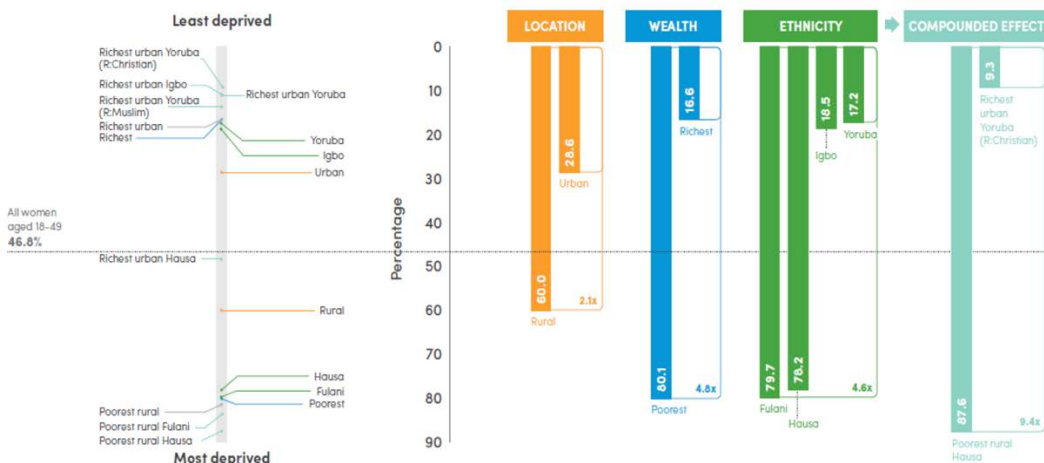 Least deprived
Richest urban Yoruba
(R:Christian)
Richest urban Igbo
Richest urban Yoruba
Richest urban Yoruba
(R:Muslim)
Richest urban
Richest
Yoruba
Igbo
Urban
All women
aged 18-49
46.8%
Richest urban Hausa
Rural
Hausa
Fulani
Poorest
Poorest rural
Poorest rural Fulani
Poorest rural Hausa
Most deprived
Percentage
0
10
20
30
40
50
60
70
80
90
LOCATION
60.0
Rural
28.6
Urban
2.1x
WEALTH
80.1
Poorest
16.6
Richest
4.8x
ETHNICITY
79.7
Fulani
78.2
Hausa
18.5
Igbo
17.2
Yoruba
4.6x
COMPOUNDED EFFECT
87.6
Poorest rural
Hausa
9.3
Richest
urban
Yoruba
(R:Christian)
9.4x